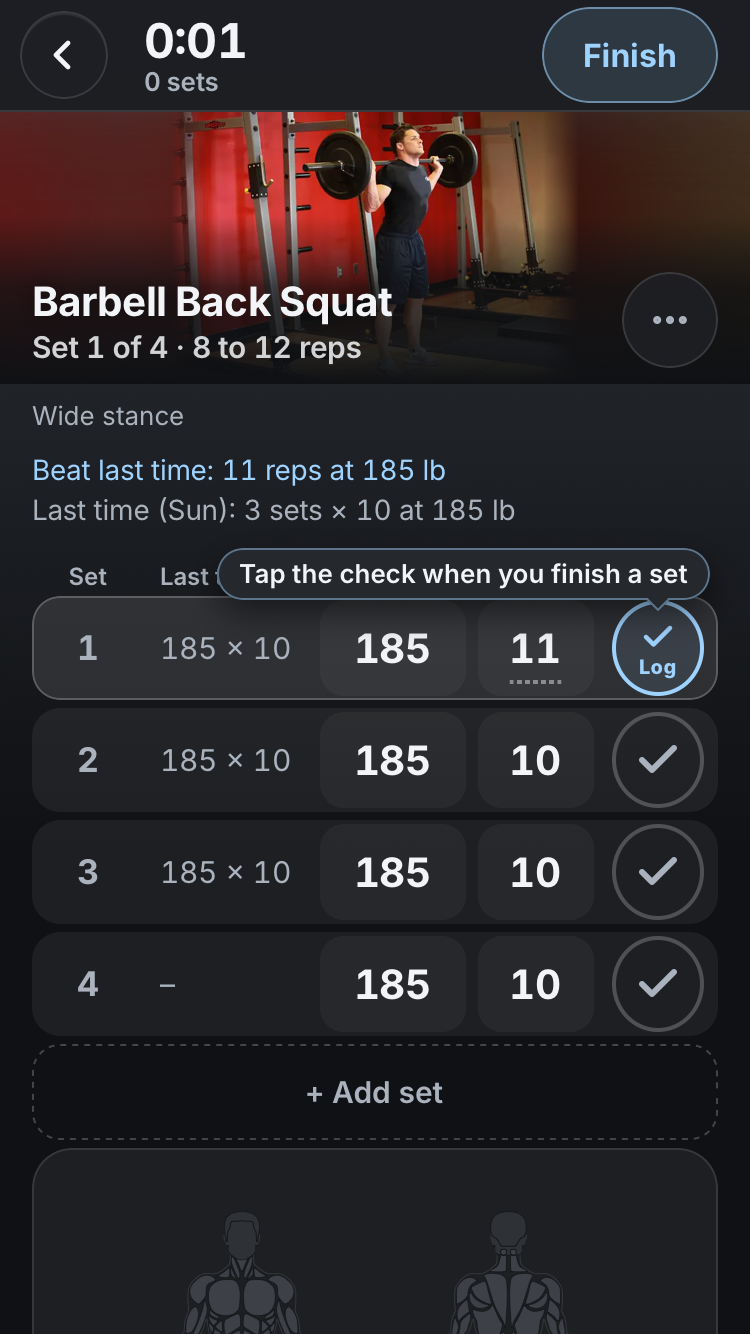 0:01
0 sets
Finish
Barbell Back Squat
Set 1 of 4 · 8 to 12 reps
Wide stance
Beat last time: 11 reps at 185 lb
Last time (Sun): 3 sets × 10 at 185 lb
Tap the check when you finish a set
Set Last
1 185 × 10 185 11 Log
2 185 × 10 185 10
3 185 × 10 185 10
4 – 185 10
+ Add set